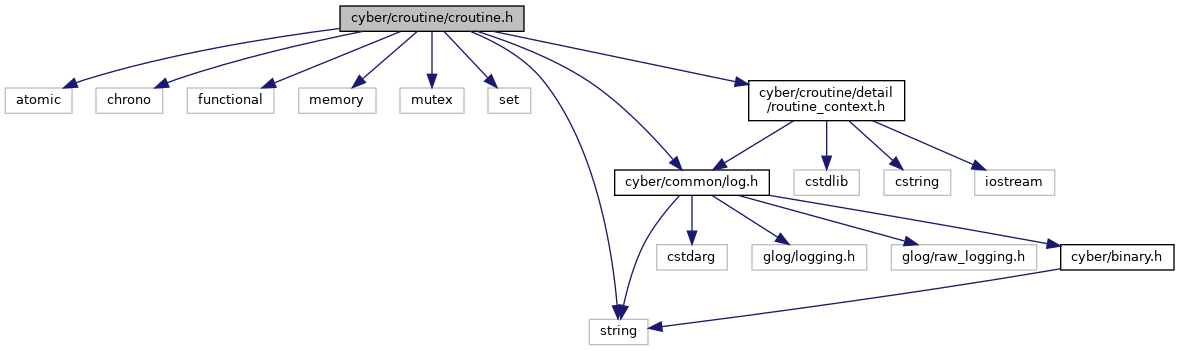 cyber/croutine/croutine.h
cyber/croutine/detail
/routine_context.h
atomic
chrono
functional
memory
mutex
set
cyber/common/log.h
cstdlib
cstring
iostream
cstdarg
glog/logging.h
glog/raw_logging.h
cyber/binary.h
string